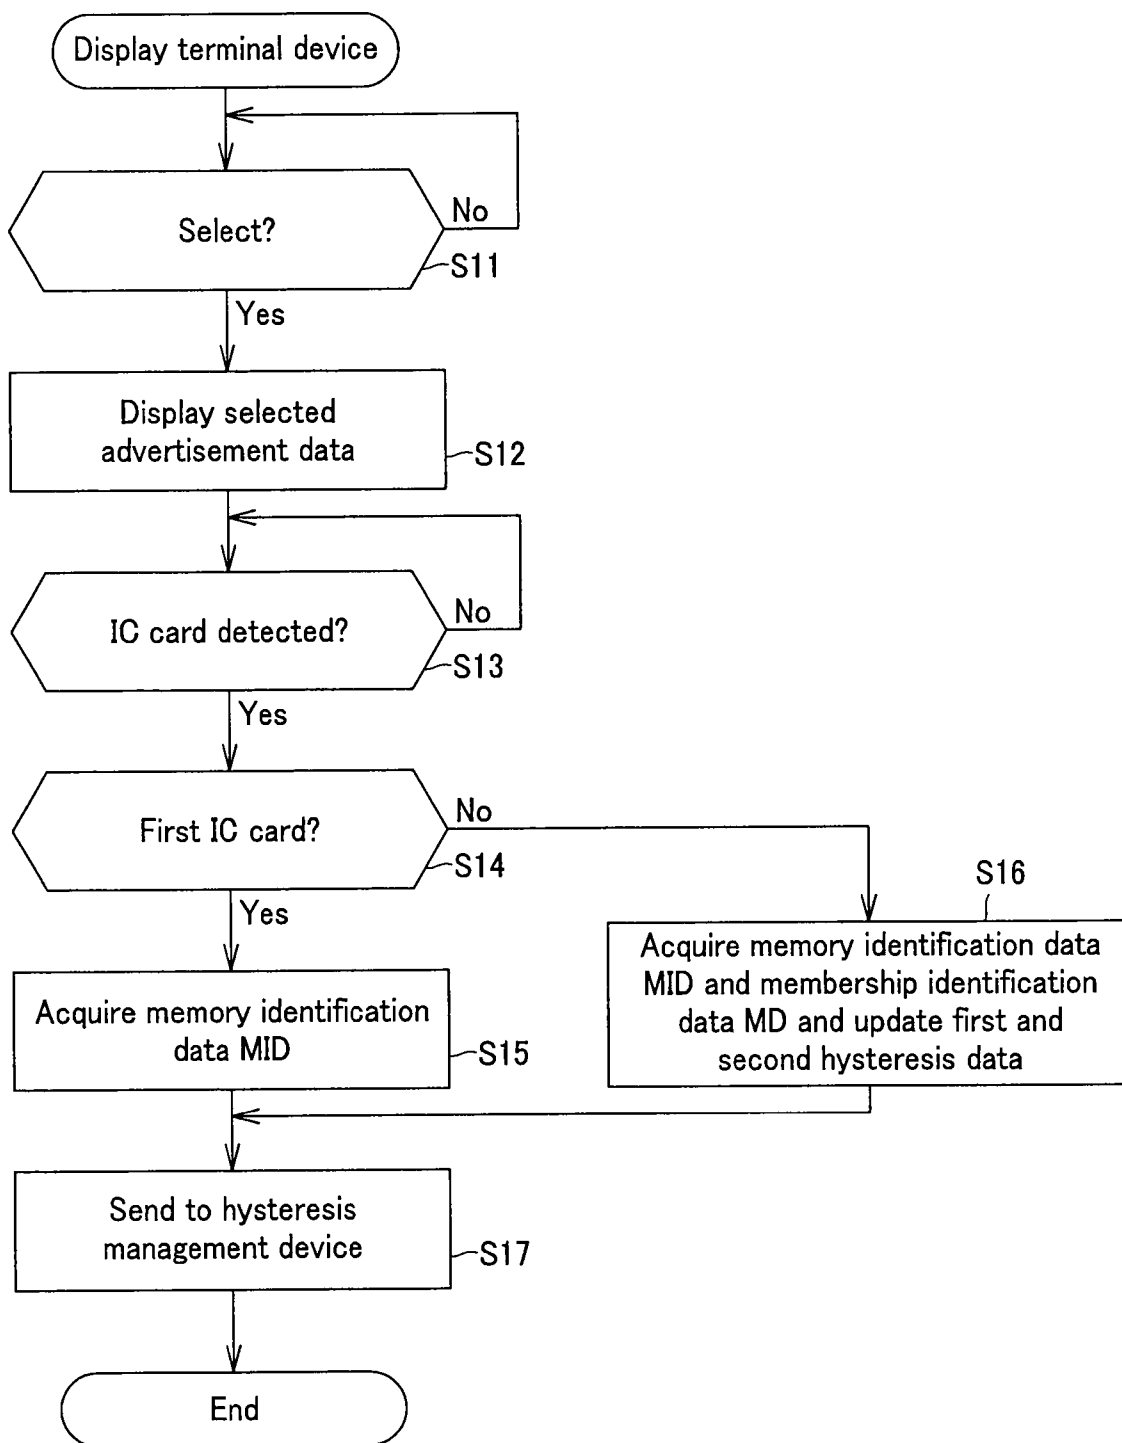 Display terminal device
No
Select?
S11
Yes
Display selected
advertisement data
S12
No
IC card detected?
S13
Yes
No
First IC card?
S14
S16
Yes
Acquire memory identification data
MID and membership identification
data MD and update first and
second hysteresis data
Acquire memory identification
data MID
S15
Send to hysteresis
management device
S17
End